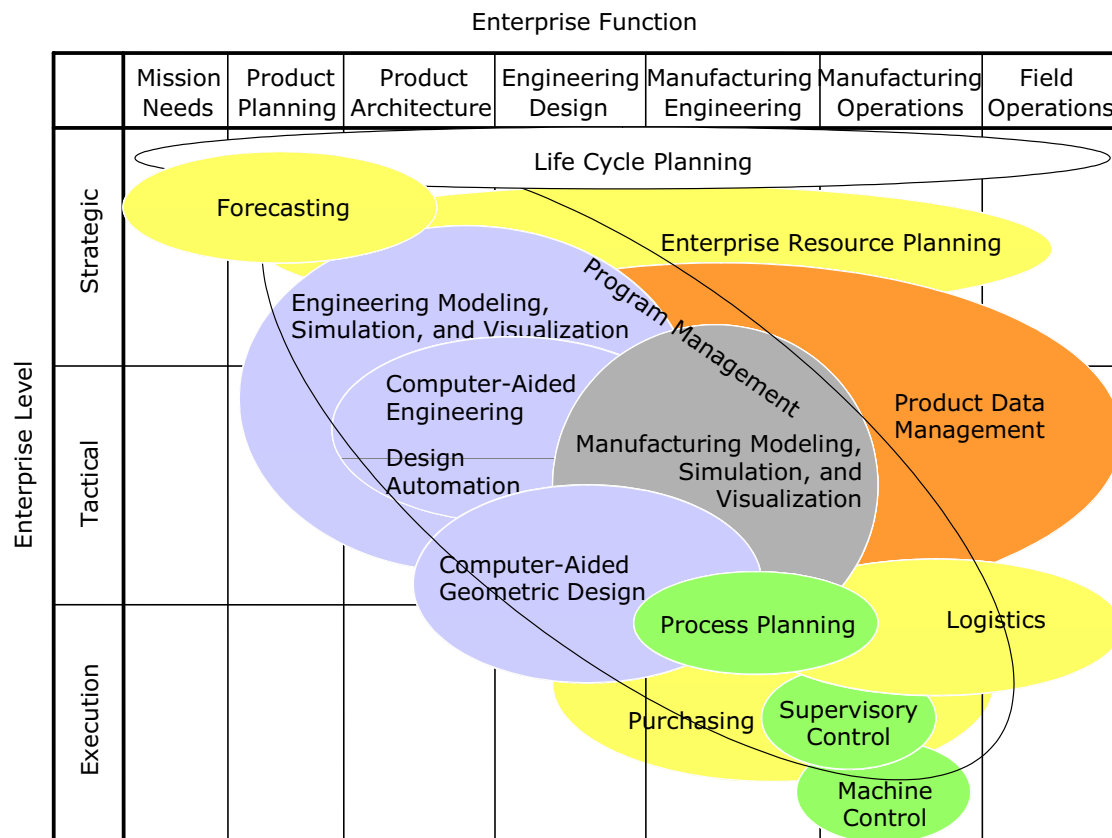 Enterprise Function
Mission
Needs
Product
Planning
Product
Architecture
Engineering
Design
Manufacturing
Engineering
Manufacturing
Operations
Field
Operations
Enterprise Level
Strategic
Tactical
Execution
Life Cycle Planning
Forecasting
Enterprise Resource Planning
Program Management
Engineering Modeling,
Simulation, and Visualization
Computer-Aided
Engineering
Product Data
Management
Manufacturing Modeling,
Simulation, and
Visualization
Design
Automation
Computer-Aided
Geometric Design
Process Planning
Logistics
Purchasing
Supervisory
Control
Machine
Control